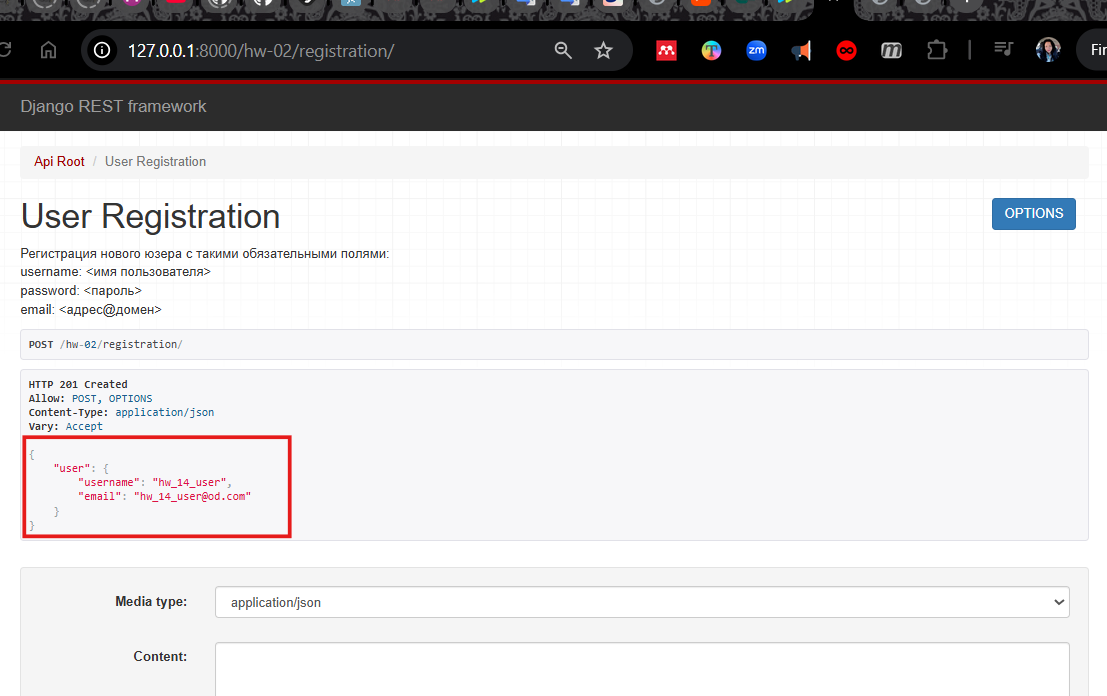 127.0.0.1:8000/hw-02/registration/
zm
m
Fir
Django REST framework
Api Root / User Registration
User Registration
OPTIONS
Регистрация нового юзера с такими обязательными полями:
username: <имя пользователя>
password: <пароль>
email: <адрес@домен>
POST /hw-02/registration/
HTTP 201 Created
Allow: POST, OPTIONS
Content-Type: application/json
Vary: Accept
{
"user": {
"username": "hw_14_user",
"email": "hw_14_user@od.com"
}
}
Media type:
application/json
Content: